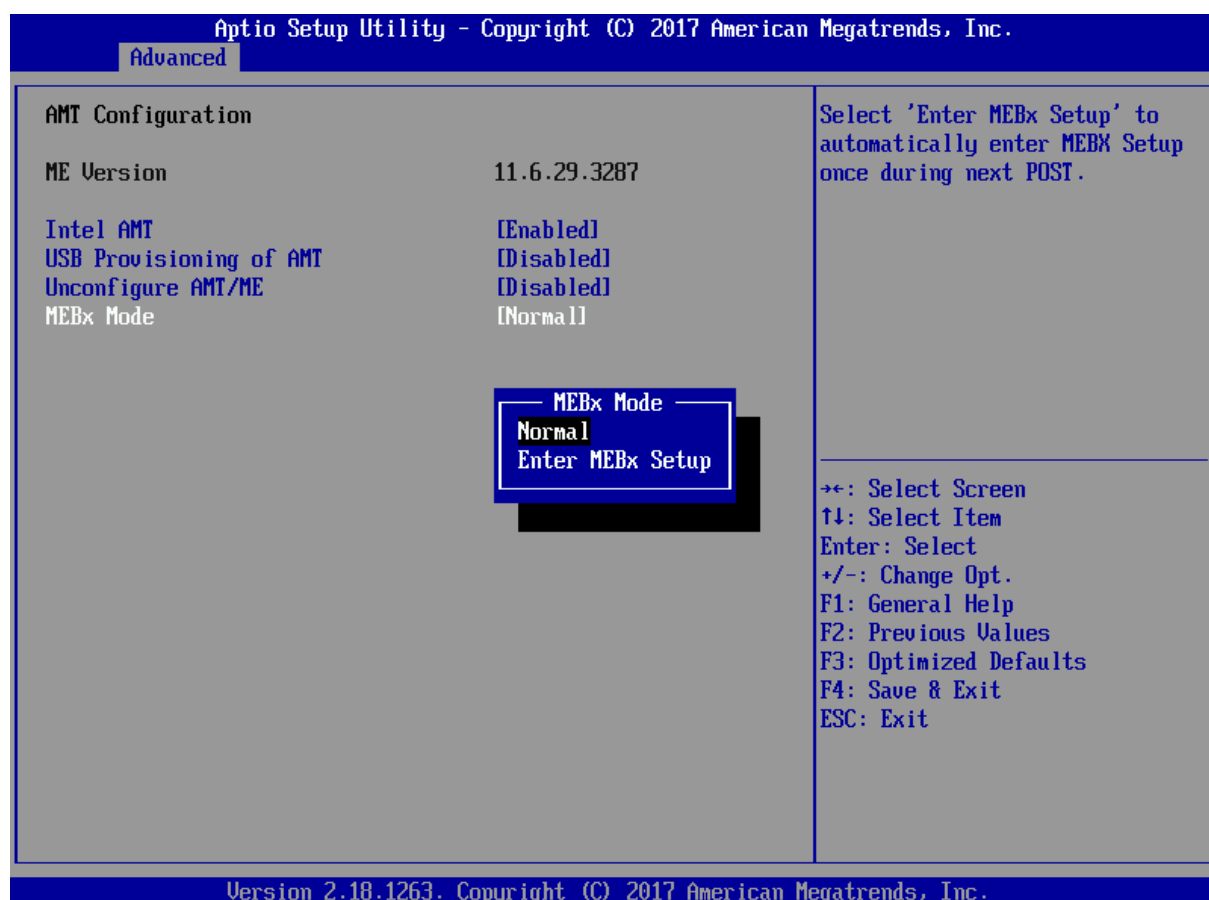 Aptio Setup Utility - Copyright (C) 2017 American Megatrends, Inc.
Advanced
AMT Configuration
ME Version 11.6.29.3287
Intel AMT [Enabled]
USB Provisioning of AMT [Disabled]
Unconfigure AMT/ME [Disabled]
MEBx Mode [Normal]
MEBx Mode
Normal
Enter MEBx Setup
Select 'Enter MEBx Setup' to
automatically enter MEBX Setup
once during next POST.
→←: Select Screen
↑↓: Select Item
Enter: Select
+/-: Change Opt.
F1: General Help
F2: Previous Values
F3: Optimized Defaults
F4: Save & Exit
ESC: Exit
Version 2.18.1263. Copyright (C) 2017 American Megatrends, Inc.